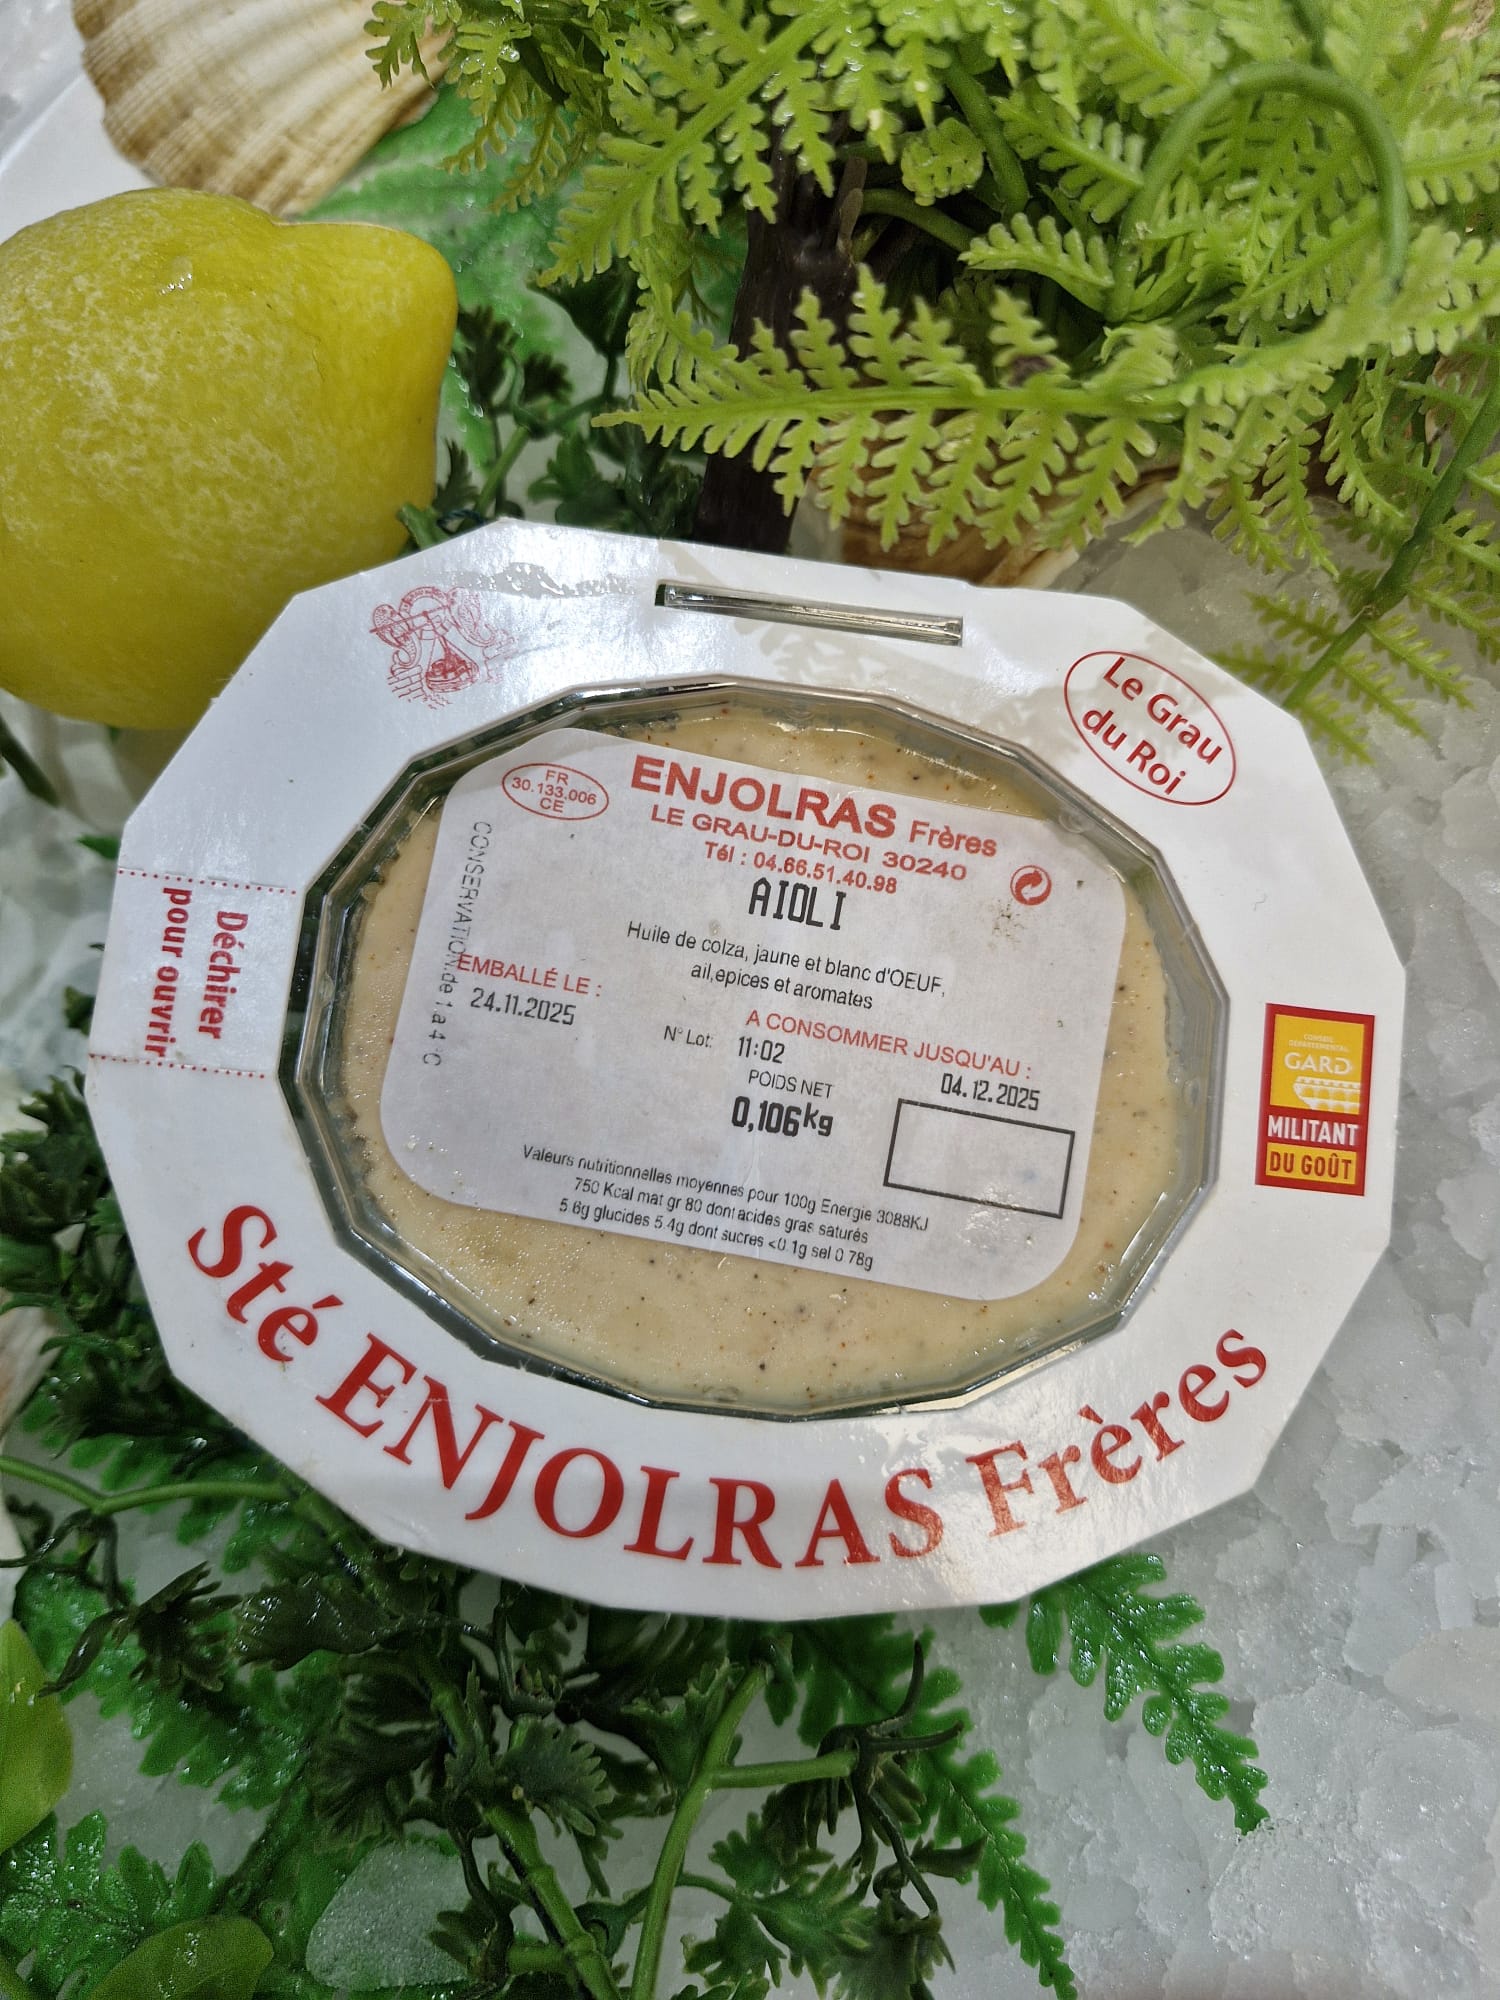 Le Grau
du Roi
FR
30.133.006
CE
ENJOLRAS Frères
LE GRAU-DU-ROI 30240
Tél : 04.66.51.40.98
AIOLI
Huile de colza, jaune et blanc d'OEUF,
ail,epices et aromates
CONSERVATION de 1 a 4°C
EMBALLÉ LE :
24.11.2025
A CONSOMMER JUSQU'AU :
04.12.2025
N° Lot: 11:02
POIDS NET
0,106kg
Valeurs nutritionnelles moyennes pour 100g Energie 3088KJ
750 Kcal mat gr 80 dont acides gras saturés
5.6g glucides 5.4g dont sucres <0.1g sel 0 78g
Déchirer
pour ouvrir
CONSEIL
DÉPARTEMENTAL
GARD
MILITANT
DU GOÛT
Sté ENJOLRAS Frères